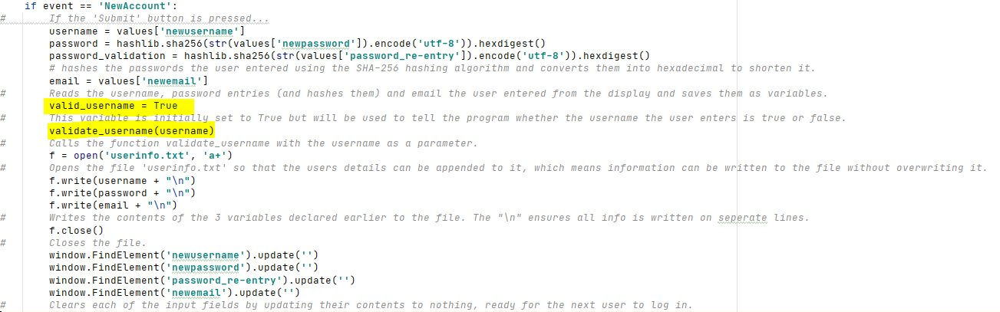 if event == 'NewAccount':
#       If the 'Submit' button is pressed...
        username = values['newusername']
        password = hashlib.sha256(str(values['newpassword']).encode('utf-8')).hexdigest()
        password_validation = hashlib.sha256(str(values['password_re-entry']).encode('utf-8')).hexdigest()
        # hashes the passwords the user entered using the SHA-256 hashing algorithm and converts them into hexadecimal to shorten it.
        email = values['newemail']
#       Reads the username, password entries (and hashes them) and email the user entered from the display and saves them as variables.
        valid_username = True
#       This variable is initially set to True but will be used to tell the program whether the username the user enters is true or false.
        validate_username(username)
#       Calls the function validate_username with the username as a parameter.
        f = open('userinfo.txt', 'a+')
#       Opens the file 'userinfo.txt' so that the users details can be appended to it, which means information can be written to the file without overwriting it.
        f.write(username + "\n")
        f.write(password + "\n")
        f.write(email + "\n")
#       Writes the contents of the 3 variables declared earlier to the file. The "\n" ensures all info is written on seperate lines.
        f.close()
#       Closes the file.
        window.FindElement('newusername').update('')
        window.FindElement('newpassword').update('')
        window.FindElement('password_re-entry').update('')
        window.FindElement('newemail').update('')
#       Clears each of the input fields by updating their contents to nothing, ready for the next user to log in.